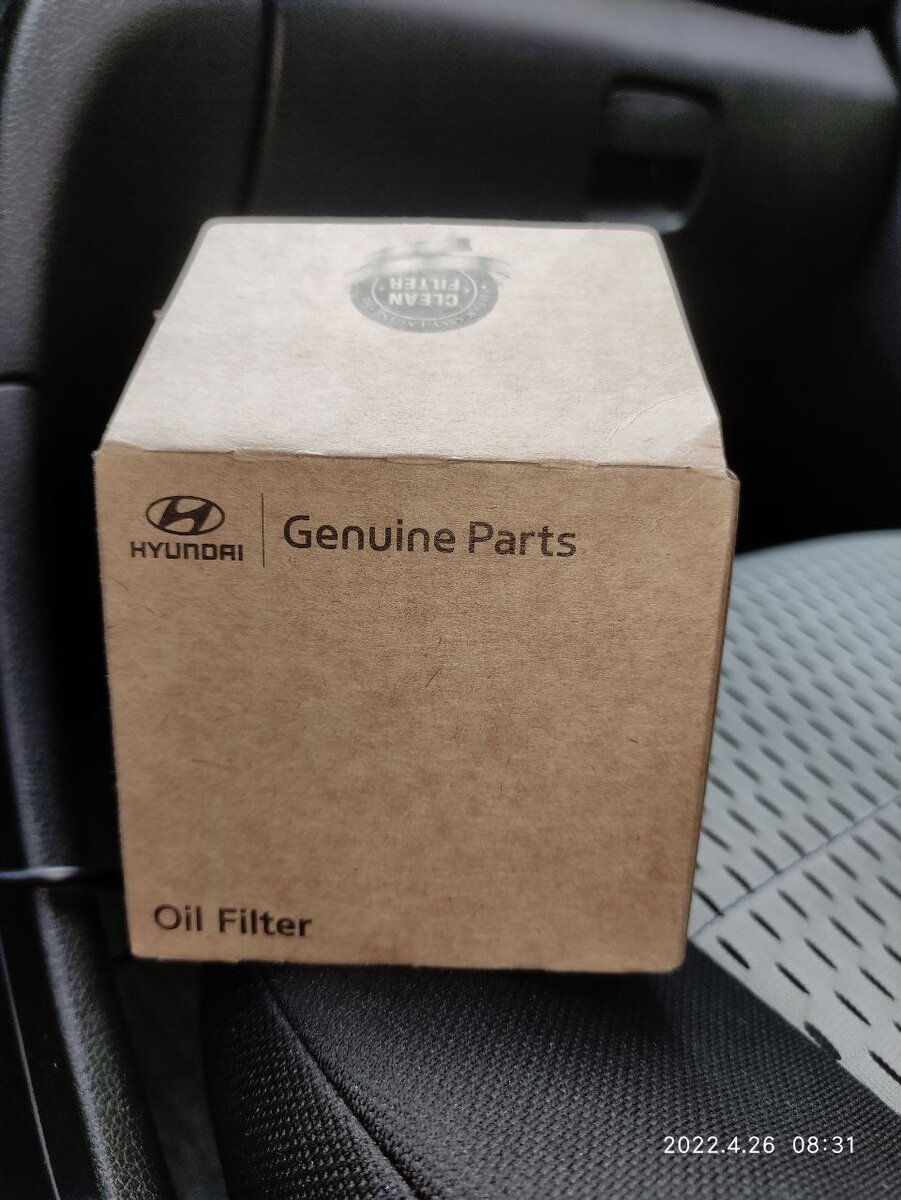 CLEAN
FILTER
HYUNDAI
Genuine Parts
Oil Filter
2022.4.26 08:31